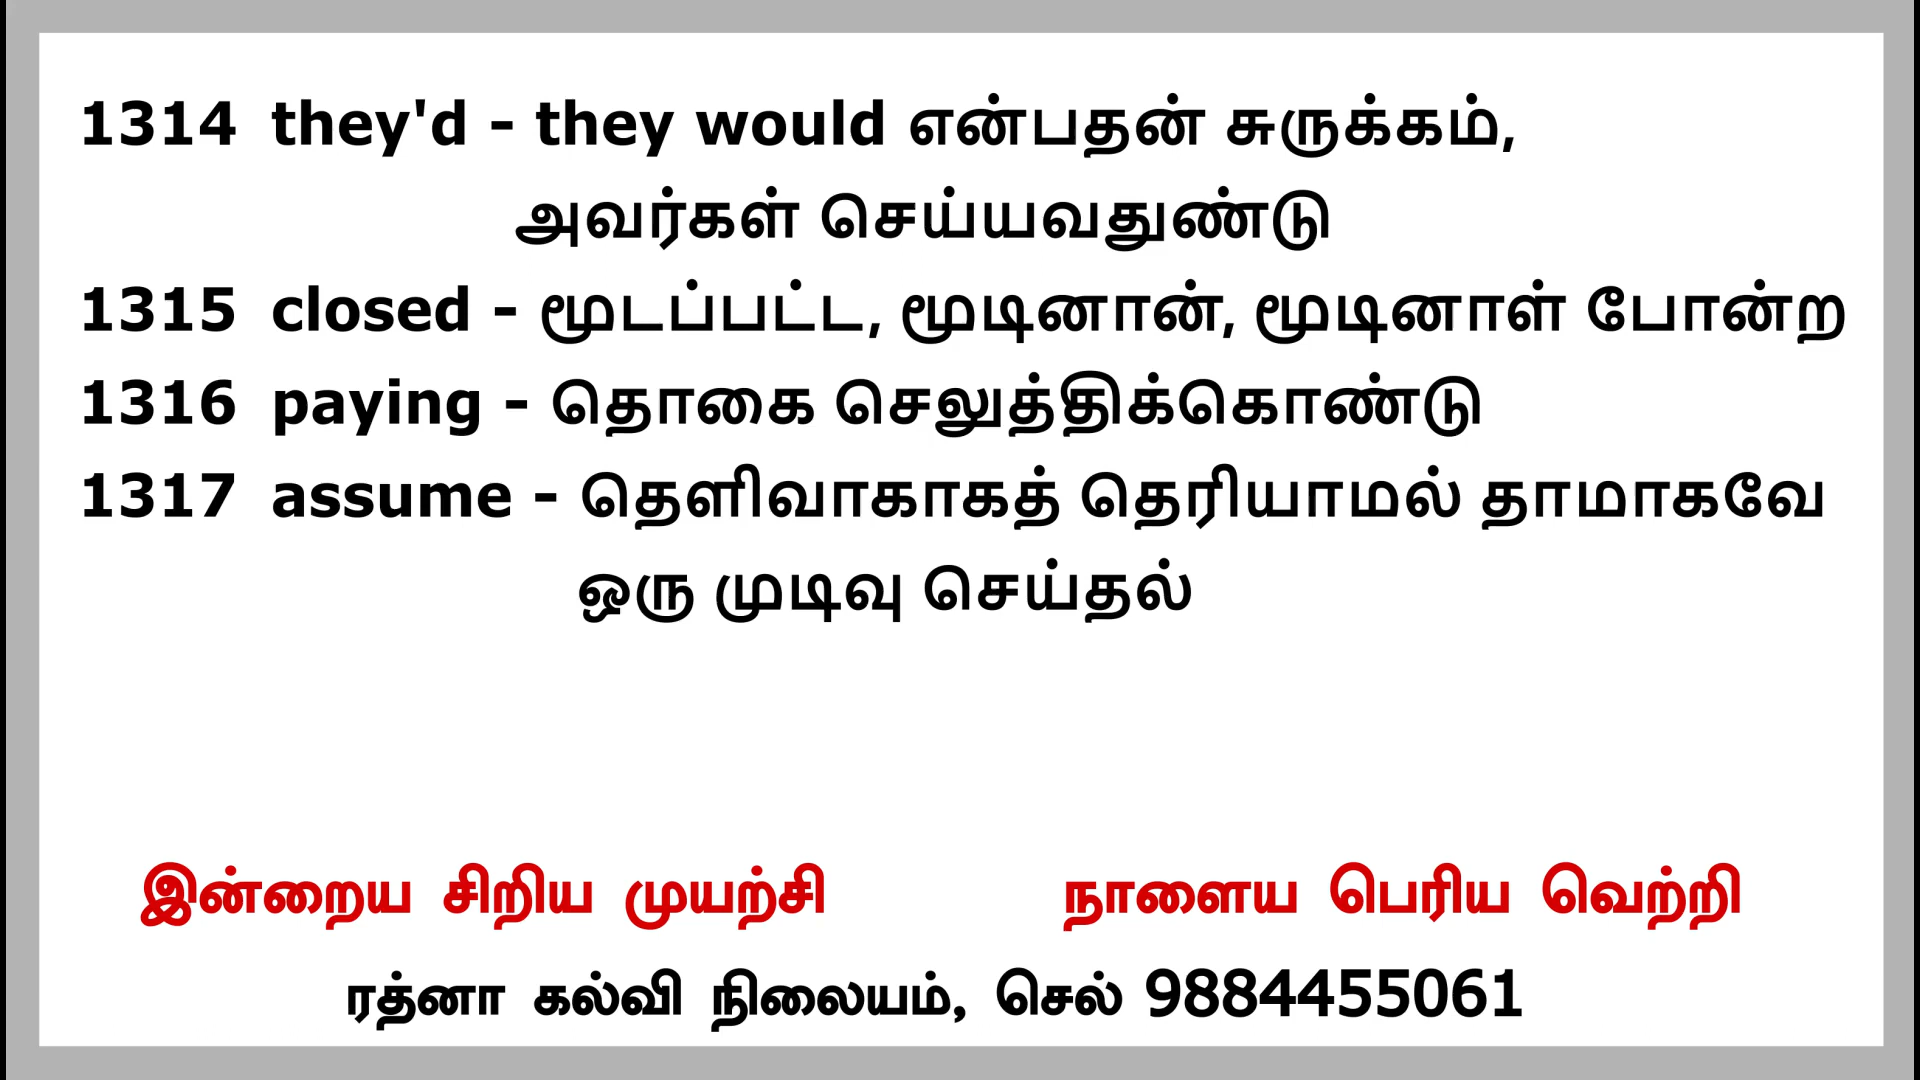 1314 they'd - they would என்பதன் சுருக்கம்,
அவர்கள் செய்யவதுண்டு
1315 closed - மூடப்பட்ட, மூடினான், மூடினாள் போன்ற
1316 paying - தொகை செலுத்திக்கொண்டு
1317 assume - தெளிவாகாகத் தெரியாமல் தாமாகவே
ஒரு முடிவு செய்தல்
இன்றைய சிறிய முயற்சி நாளைய பெரிய வெற்றி
ரத்னா கல்வி நிலையம், செல் 9884455061